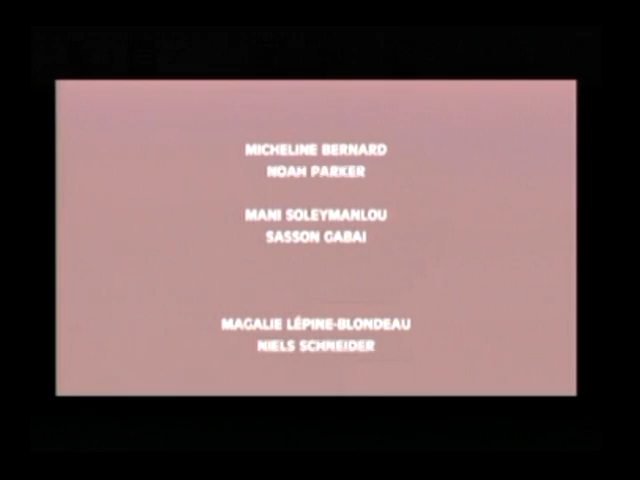 MICHELINE BERNARD
NOAH PARKER
MANI SOLEYMANLOU
SASSON GABAI
MAGALIE LÉPINE-BLONDEAU
NIELS SCHNEIDER